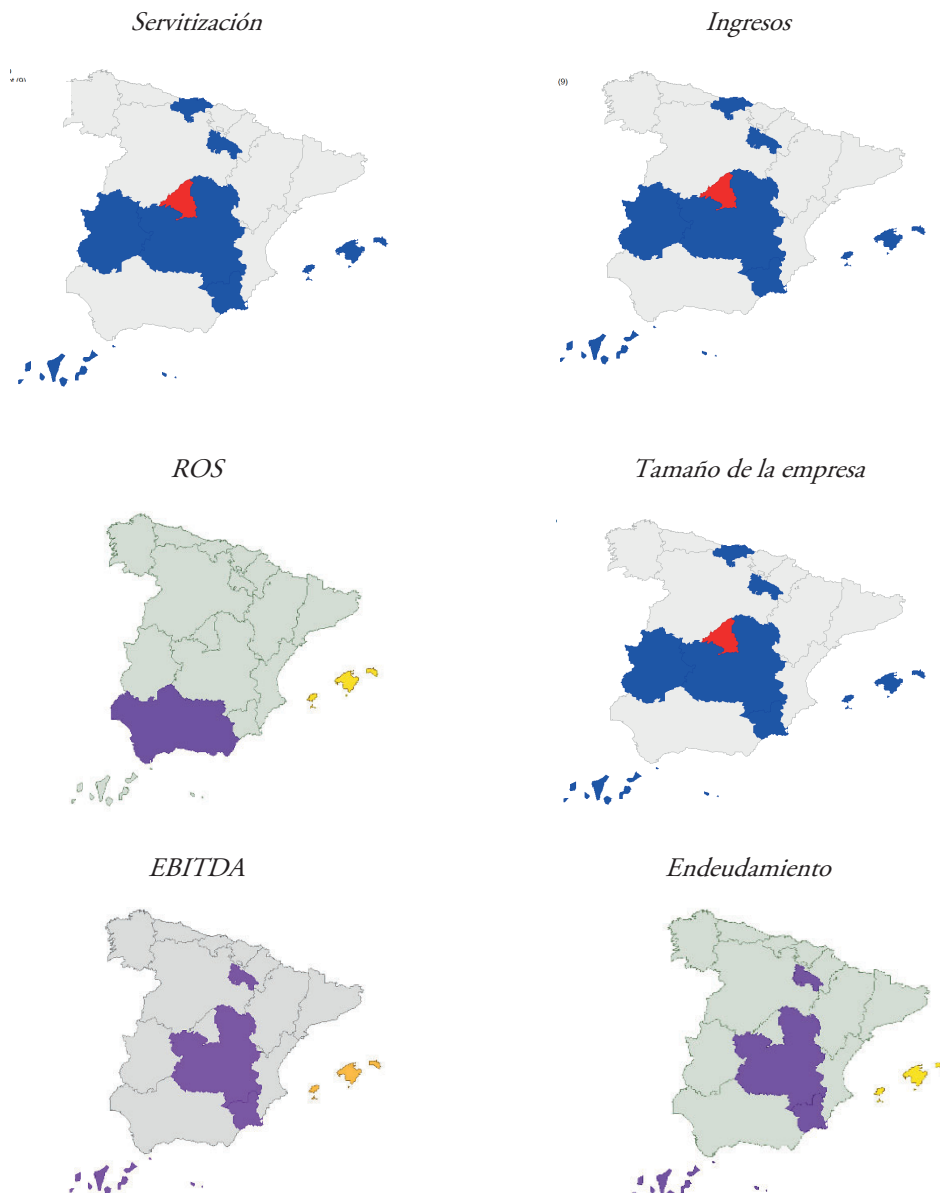 Servitización
Ingresos
(9)
ROS
Tamaño de la empresa
EBITDA
Endeudamiento